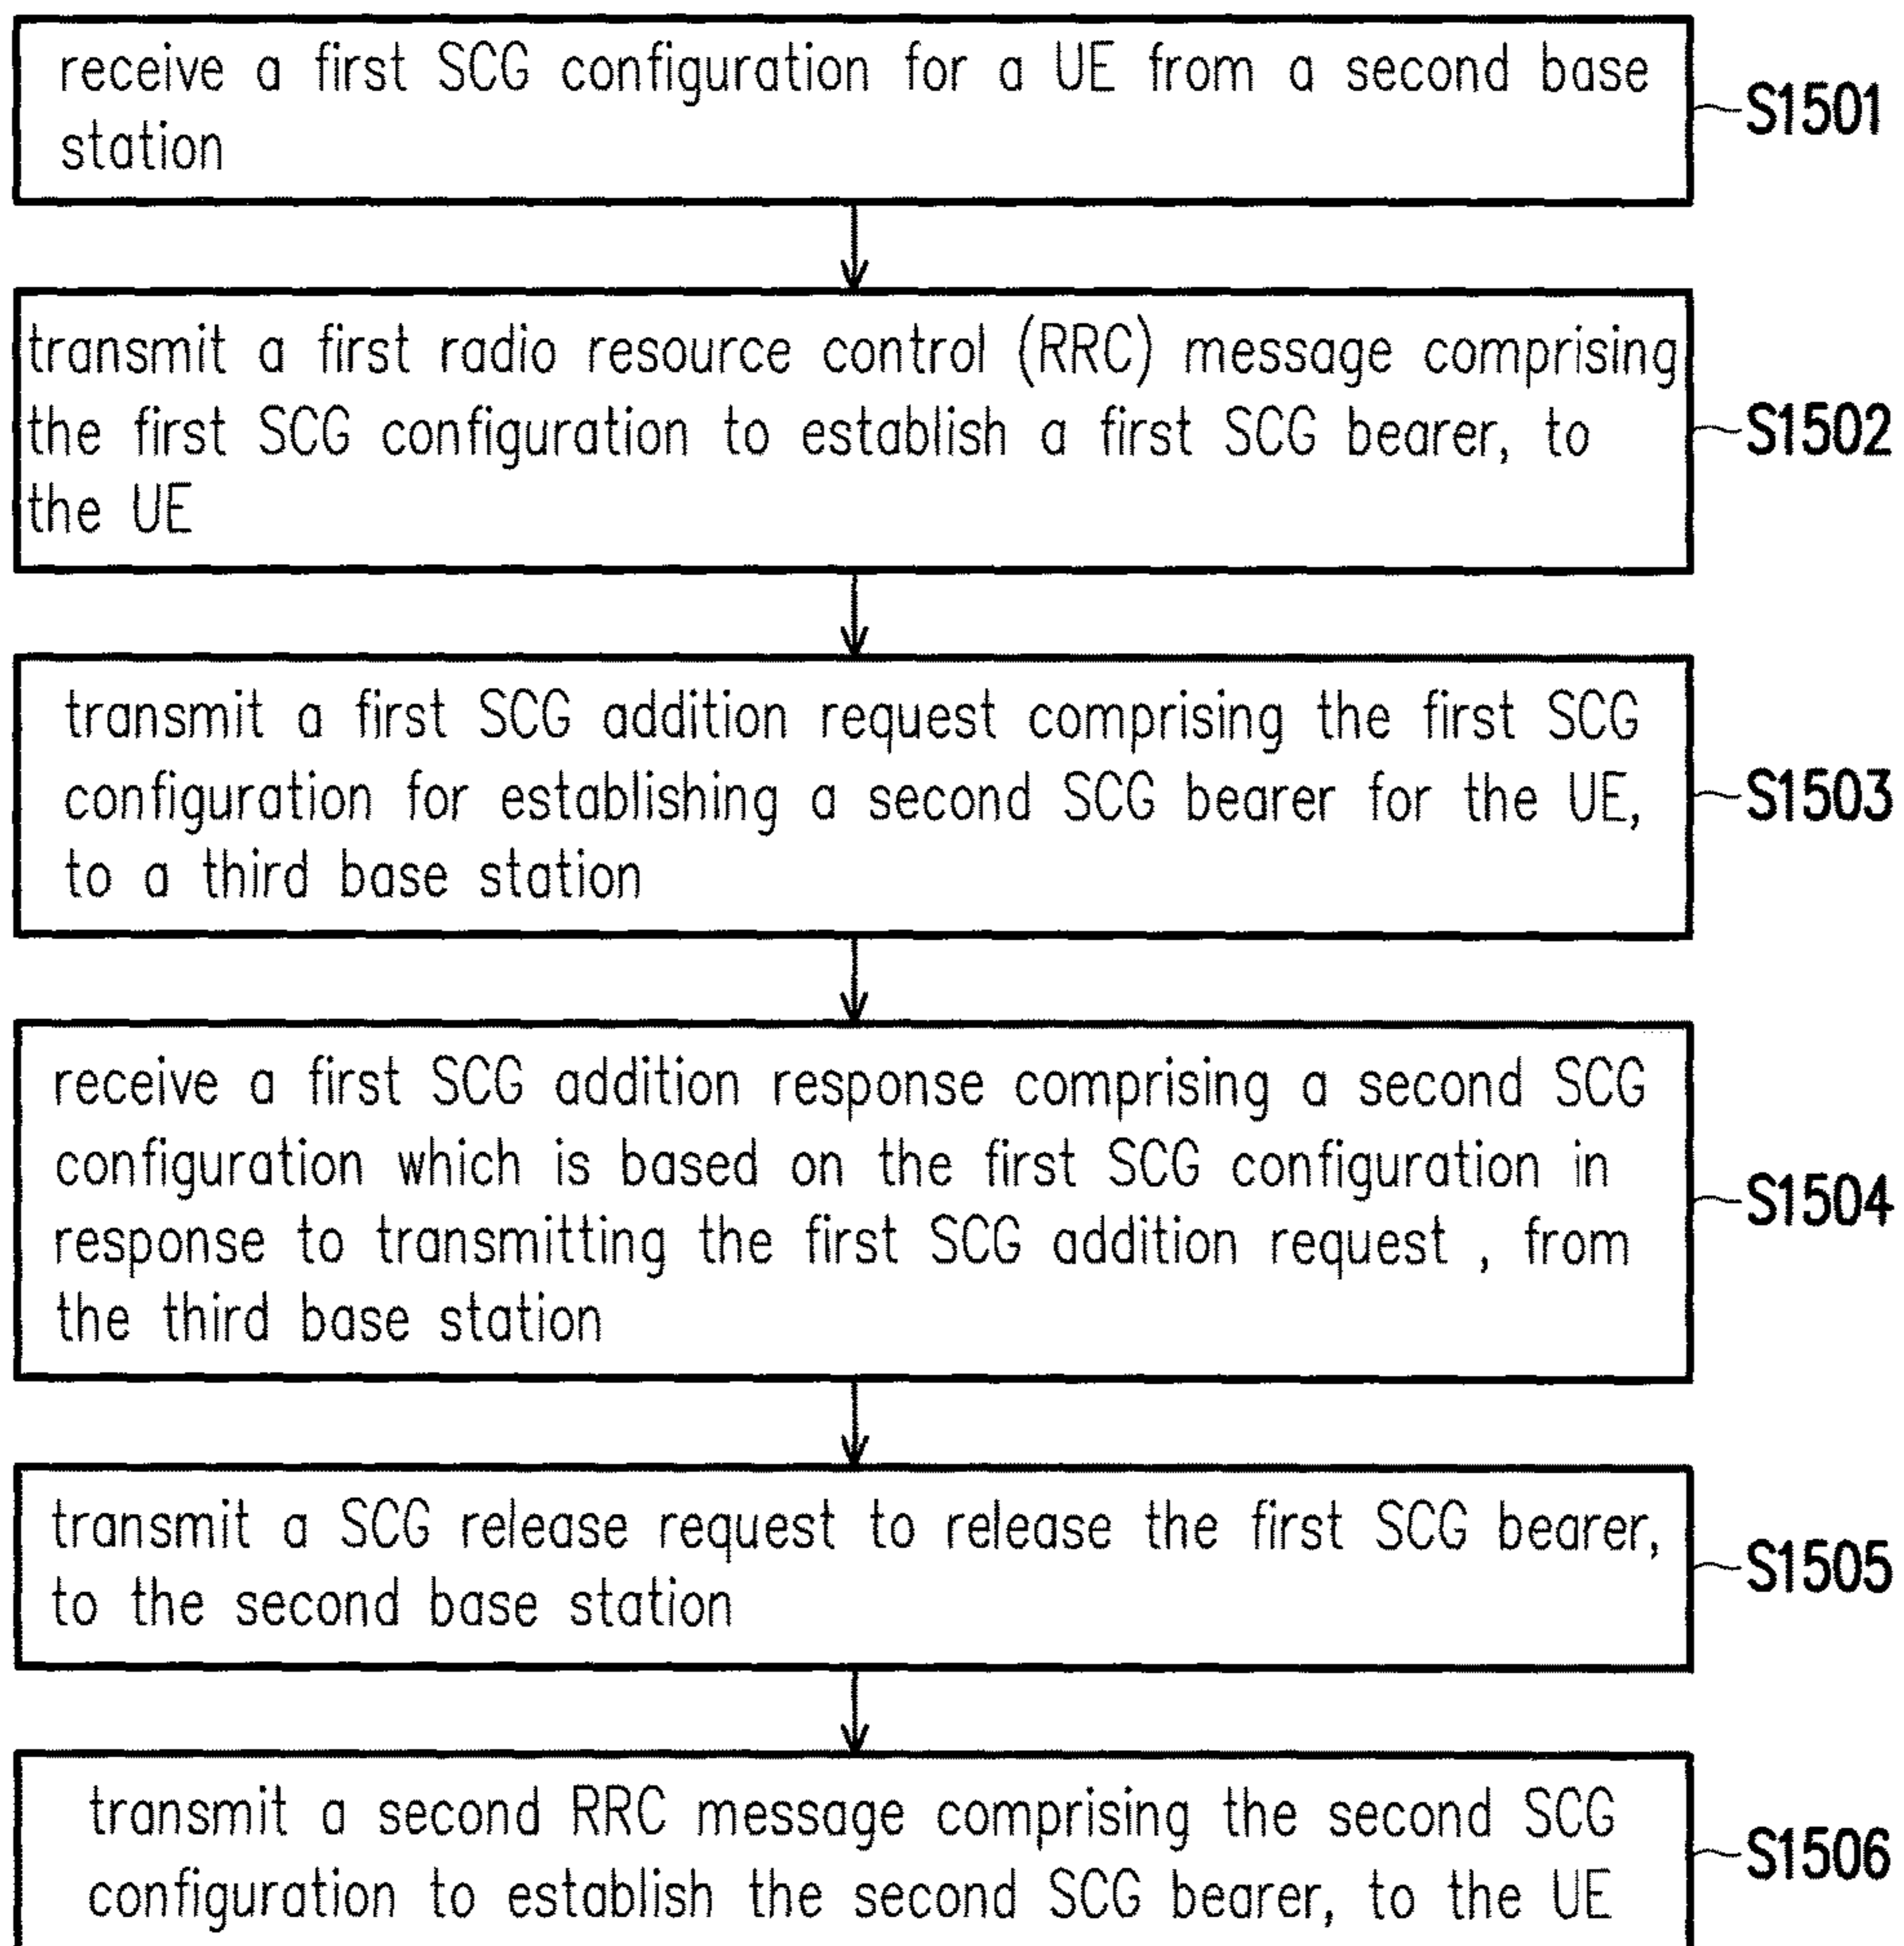 receive a first SCG configuration for a UE from a second base
station
S1501
transmit a first radio resource control (RRC) message comprising
the first SCG configuration to establish a first SCG bearer, to
the UE
S1502
transmit a first SCG addition request comprising the first SCG
configuration for establishing a second SCG bearer for the UE,
to a third base station
S1503
receive a first SCG addition response comprising a second SCG
configuration which is based on the first SCG configuration in
response to transmitting the first SCG addition request , from
the third base station
S1504
transmit a SCG release request to release the first SCG bearer,
to the second base station
S1505
transmit a second RRC message comprising the second SCG
configuration to establish the second SCG bearer, to the UE
S1506